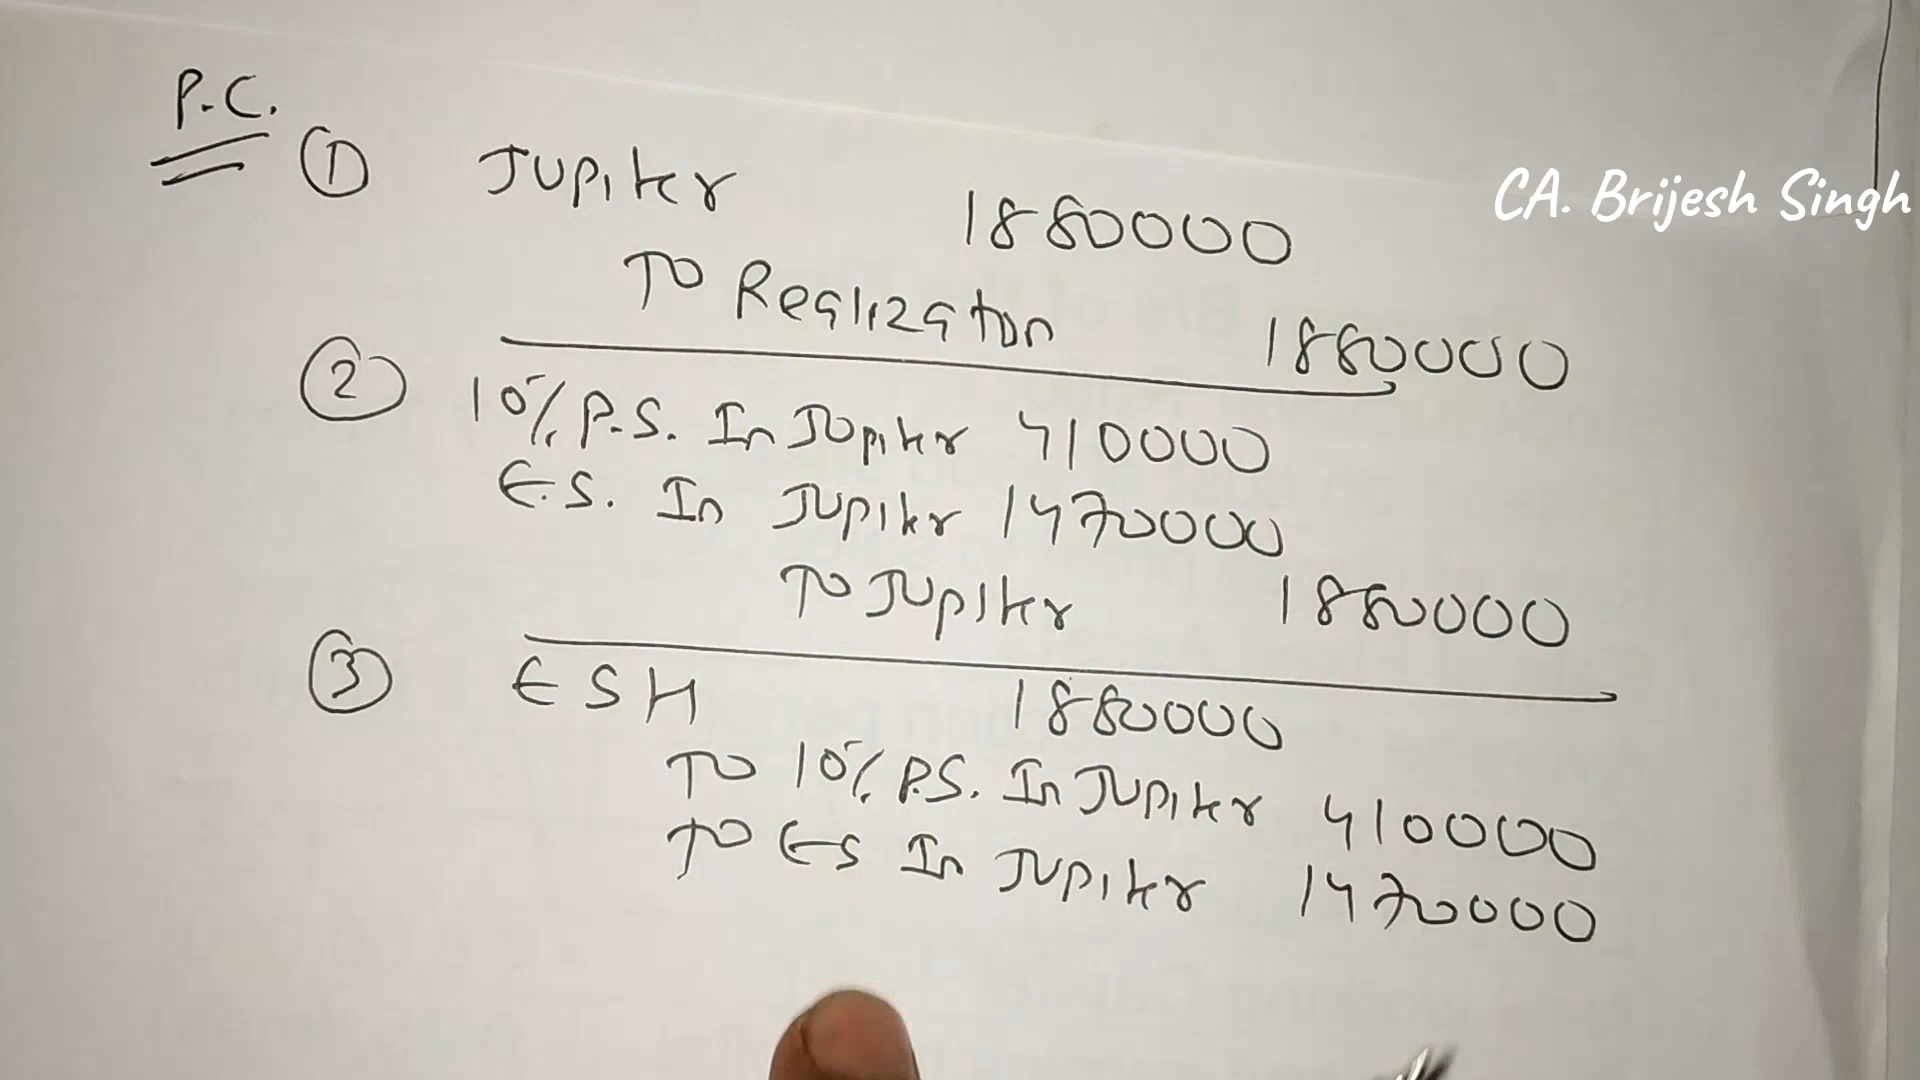 P.C.
① Jupiter 1880000
To Realization 1880000
② 10% P.S. In Jupiter 410000
E.S. In Jupiter 1470000
To Jupiter 1880000
③ ESH 1880000
To 10% P.S. In Jupiter 410000
To ES In Jupiter 1470000
CA. Brijesh Singh